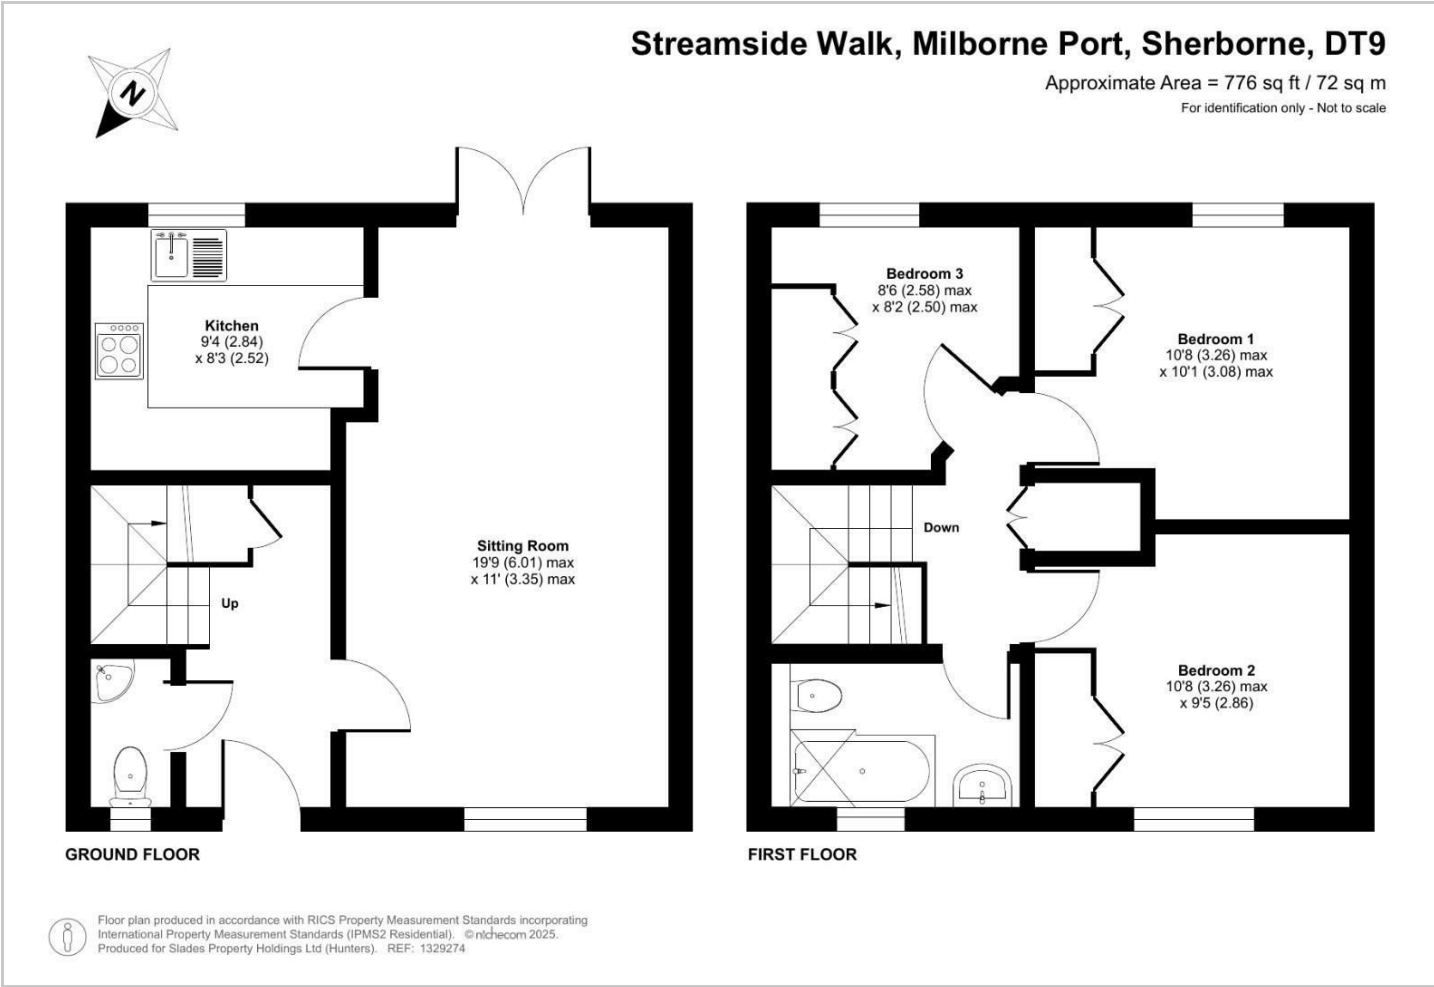 Streamside Walk, Milborne Port, Sherborne, DT9
Approximate Area = 776 sq ft / 72 sq m
For identification only - Not to scale
N
Kitchen
9'4 (2.84)
x 8'3 (2.52)
Sitting Room
19'9 (6.01) max
x 11' (3.35) max
Up
GROUND FLOOR
Bedroom 3
8'6 (2.58) max
x 8'2 (2.50) max
Bedroom 1
10'8 (3.26) max
x 10'1 (3.08) max
Down
Bedroom 2
10'8 (3.26) max
x 9'5 (2.86)
FIRST FLOOR
Floor plan produced in accordance with RICS Property Measurement Standards incorporating
International Property Measurement Standards (IPMS2 Residential). © nichecom 2025.
Produced for Slades Property Holdings Ltd (Hunters). REF: 1329274